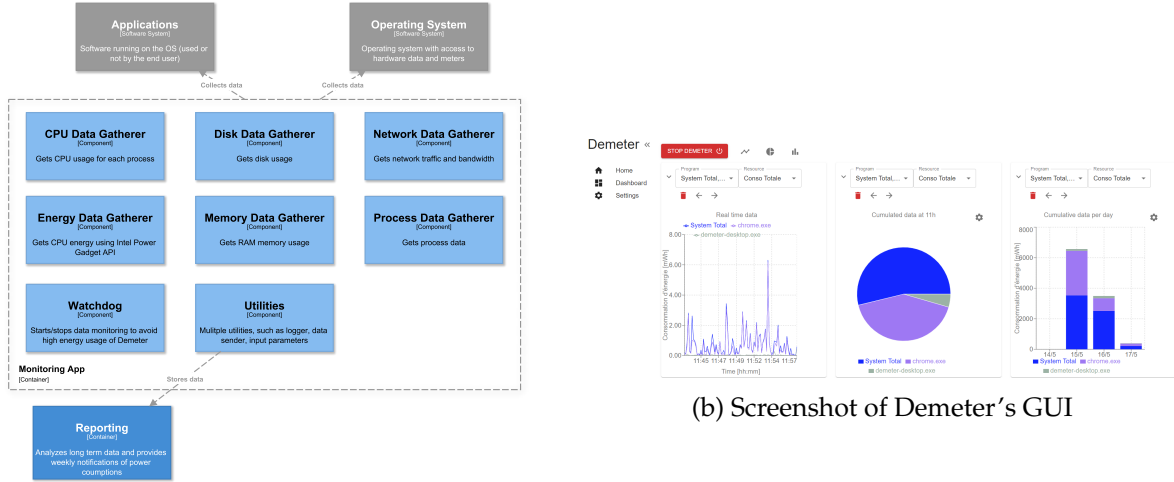 Applications
[Software System]
Software running on the OS (used or
not by the end user)
Operating System
[Software System]
Operating system with access to
hardware data and meters
Collects data
Collects data
CPU Data Gatherer
[Component]
Gets CPU usage for each process
Disk Data Gatherer
[Component]
Gets disk usage
Network Data Gatherer
[Component]
Gets network traffic and bandwidth
Energy Data Gatherer
[Component]
Gets CPU energy using Intel Power
Gadget API
Memory Data Gatherer
[Component]
Gets RAM memory usage
Process Data Gatherer
[Component]
Gets process data
Watchdog
[Component]
Starts/stops data monitoring to avoid
high energy usage of Demeter
Utilities
[Component]
Mulitple utilities, such as logger, data
sender, input parameters
Monitoring App
[Container]
Stores data
Reporting
[Container]
Analyzes long term data and provides
weekly notifications of power
coumptions
Demeter «
STOP DEMETER
Home
Dashboard
Settings
Program
System Total,...
Resource
Conso Totale
Real time data
System Total
chrome.exe
demeter-desktop.exe
Consommation d'énergie [mWh]
8.00
6.00
4.00
2.00
0.00
11:45 11:47 11:49 11:52 11:54 11:57
Time [hh:mm]
Program
System Total,...
Resource
Conso Totale
Cumulated data at 11h
System Total
chrome.exe
demeter-desktop.exe
Program
System Total,...
Resource
Conso Totale
Cumulative data per day
Consommation d'énergie [mWh]
8000
6000
4000
2000
0
14/5 15/5 16/5 17/5
System Total
chrome.exe
demeter-desktop.exe
(b) Screenshot of Demeter's GUI